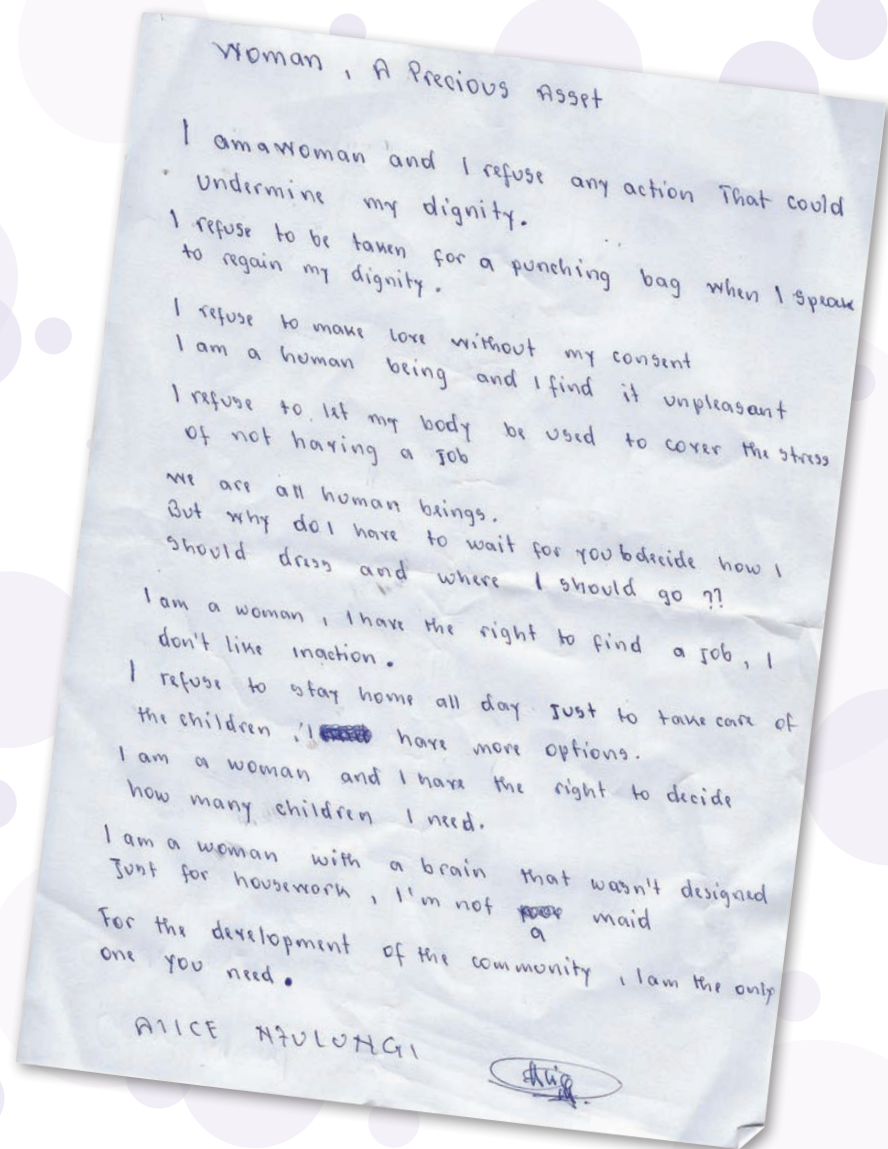 Woman, A Precious Asset
I am a woman and I refuse any action That could
undermine my dignity.
I refuse to be taken for a punching bag when I speak
to regain my dignity.
I refuse to make love without my consent
I am a human being and I find it unpleasant
I refuse to let my body be used to cover the stress
of not having a job
We are all human beings.
But why do I have to wait for you to decide how I
should dress and where I should go ??
I am a woman, I have the right to find a job, I
don't like inaction.
I refuse to stay home all day Just to take care of
the children, I have more options.
I am a woman and I have the right to decide
how many children I need.
I am a woman with a brain that wasn't designed
Just for housework, I'm not a maid
For the development of the community, I am the only
one you need.
ALICE